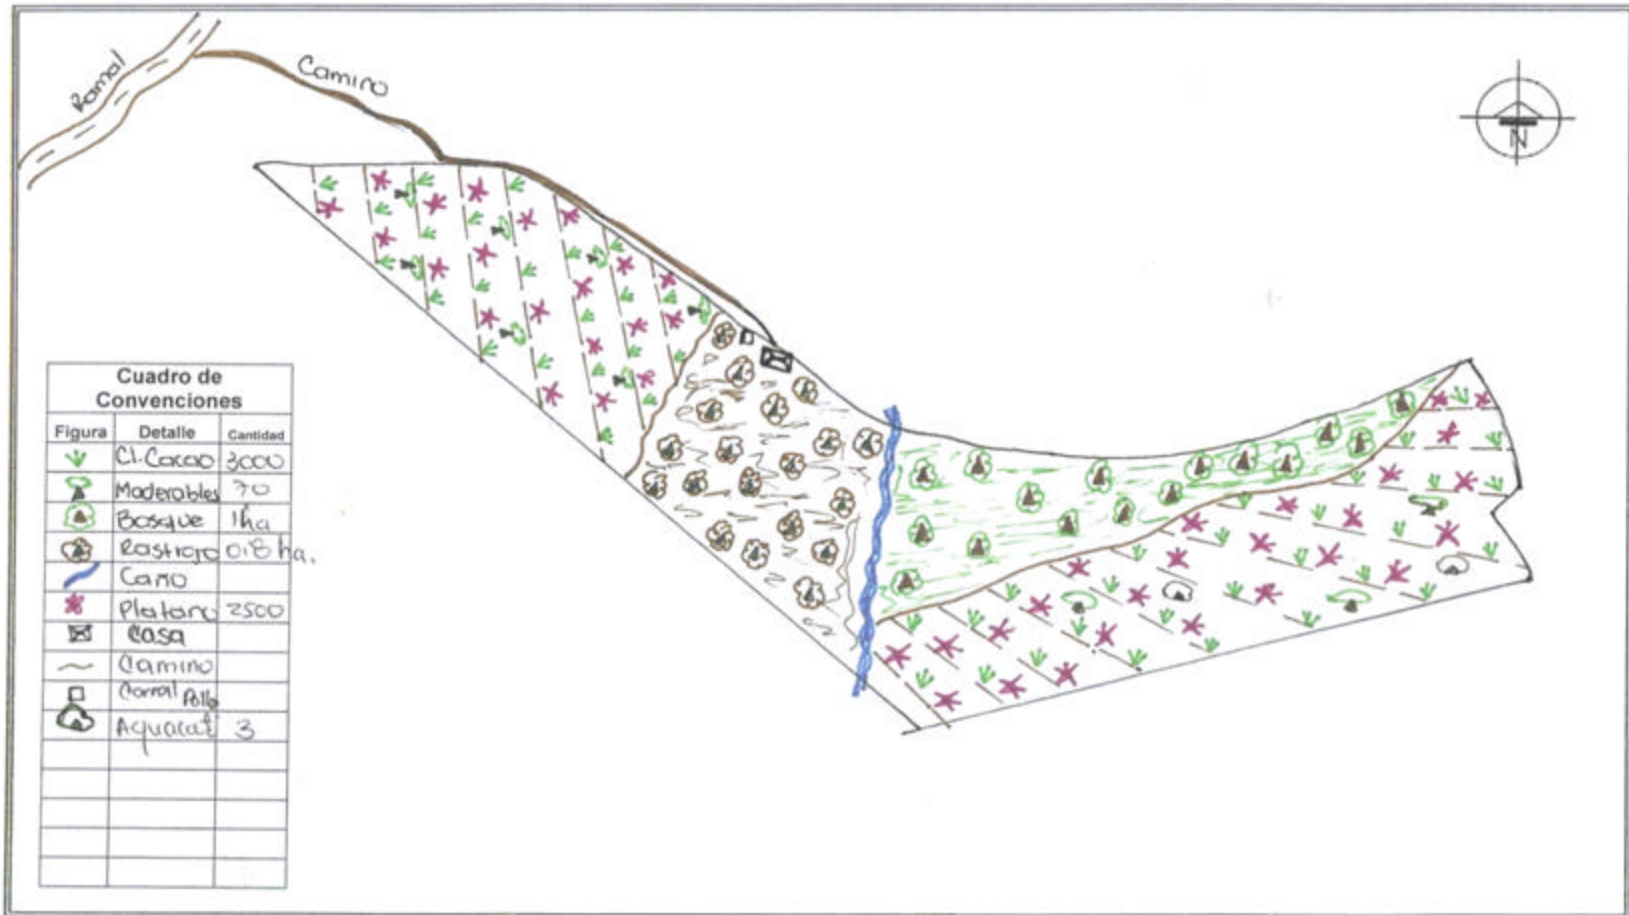 Ramal
Camino
N
Cuadro de
Convenciones
Figura Detalle Cantidad
Cl. Cacao 3000
Maderables 70
Bosque 1ha
Rastrojo 0.8 ha.
Caño
Platano 2500
Casa
Camino
Corral Pollo
Aguacat 3